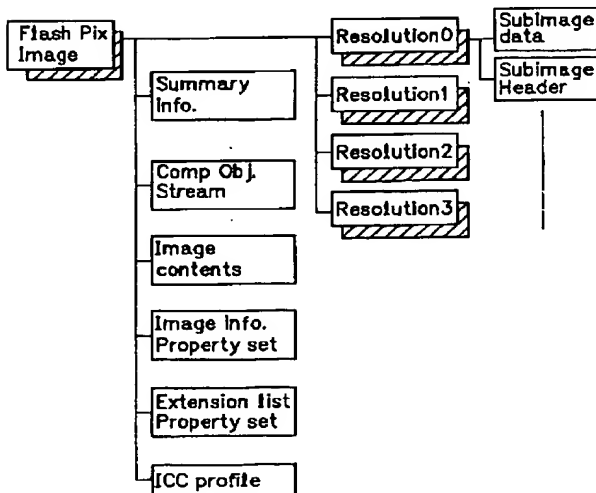 Flash Pix
Image
Summary
Info.
Comp Obj.
Stream
Image
contents
Image info.
Property set
Extension list
Property set
ICC profile
Resolution0
Resolution1
Resolution2
Resolution3
Subimage
data
Subimage
Header